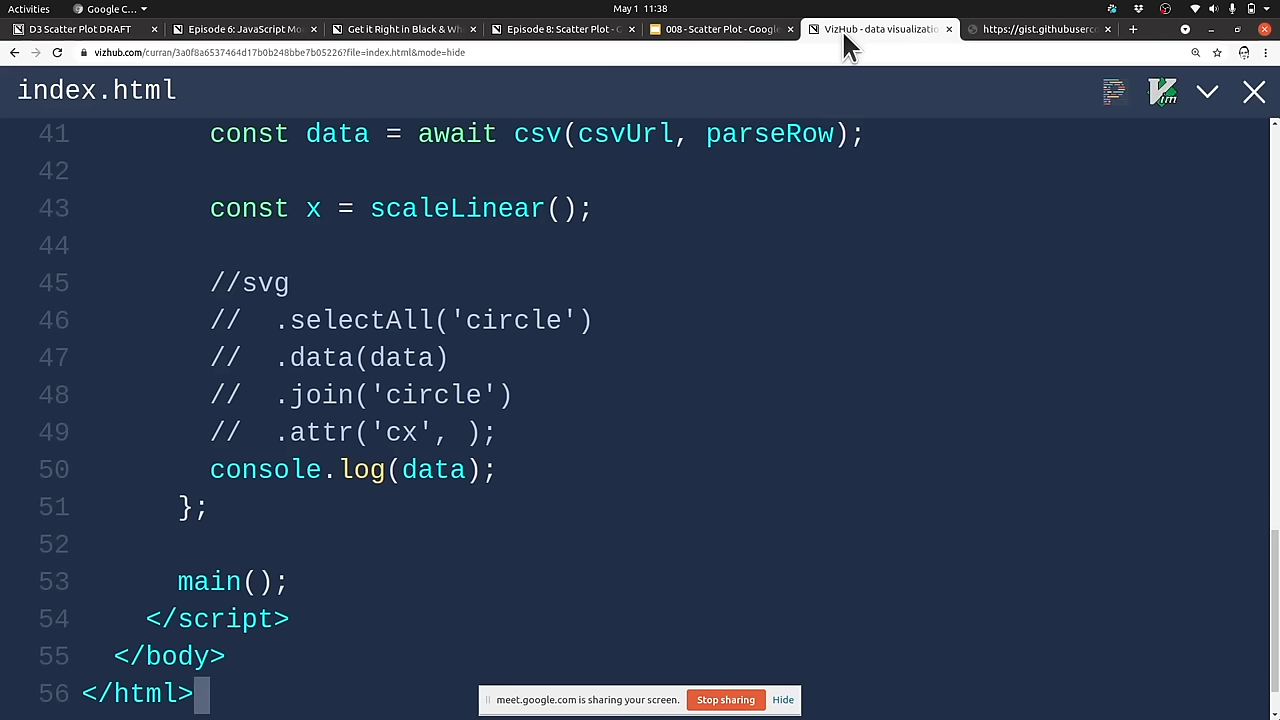 Activities Google C... May 1 11:38
D3 Scatter Plot DRAFT Episode 6: JavaScript Mo Get it Right in Black & Wh Episode 8: Scatter Plot - G 008 - Scatter Plot - Google VizHub - data visualizatio https://gist.githubuserc
vizhub.com/curran/3a0f8a6537464d17b0b248bbe7b05226?file=index.html&mode=hide
index.html
41 const data = await csv(csvUrl, parseRow);
42
43 const x = scaleLinear();
44
45 //svg
46 // .selectAll('circle')
47 // .data(data)
48 // .join('circle')
49 // .attr('cx', );
50 console.log(data);
51 };
52
53 main();
54 </script>
55 </body>
56 </html>
meet.google.com is sharing your screen. Stop sharing Hide